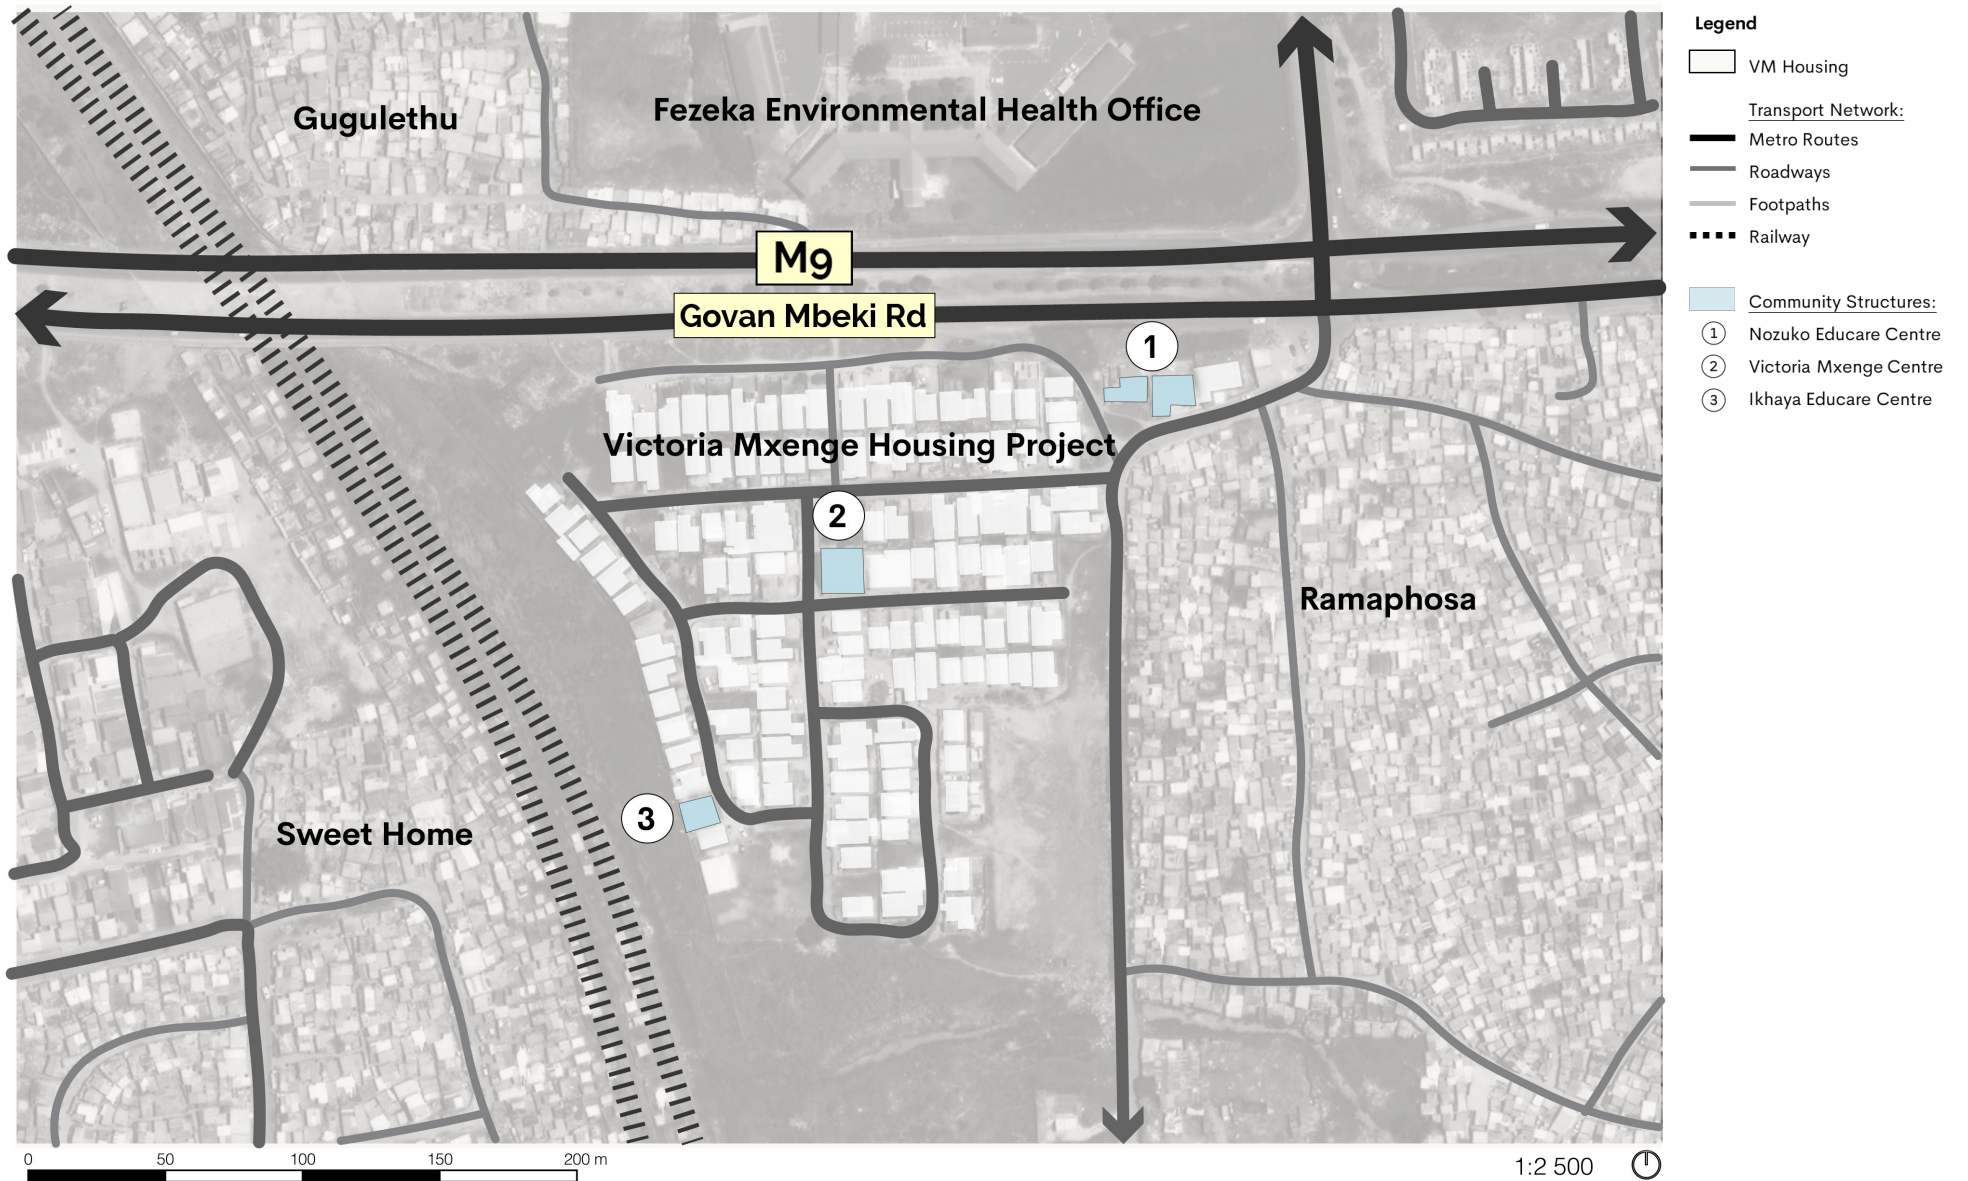 Gugulethu
Fezeka Environmental Health Office
M9
Govan Mbeki Rd
1
Victoria Mxenge Housing Project
2
Ramaphosa
3
Sweet Home
0 50 100 150 200 m
1:2 500
Legend
VM Housing
Transport Network:
Metro Routes
Roadways
Footpaths
Railway
Community Structures:
1 Nozuko Educare Centre
2 Victoria Mxenge Centre
3 Ikhaya Educare Centre